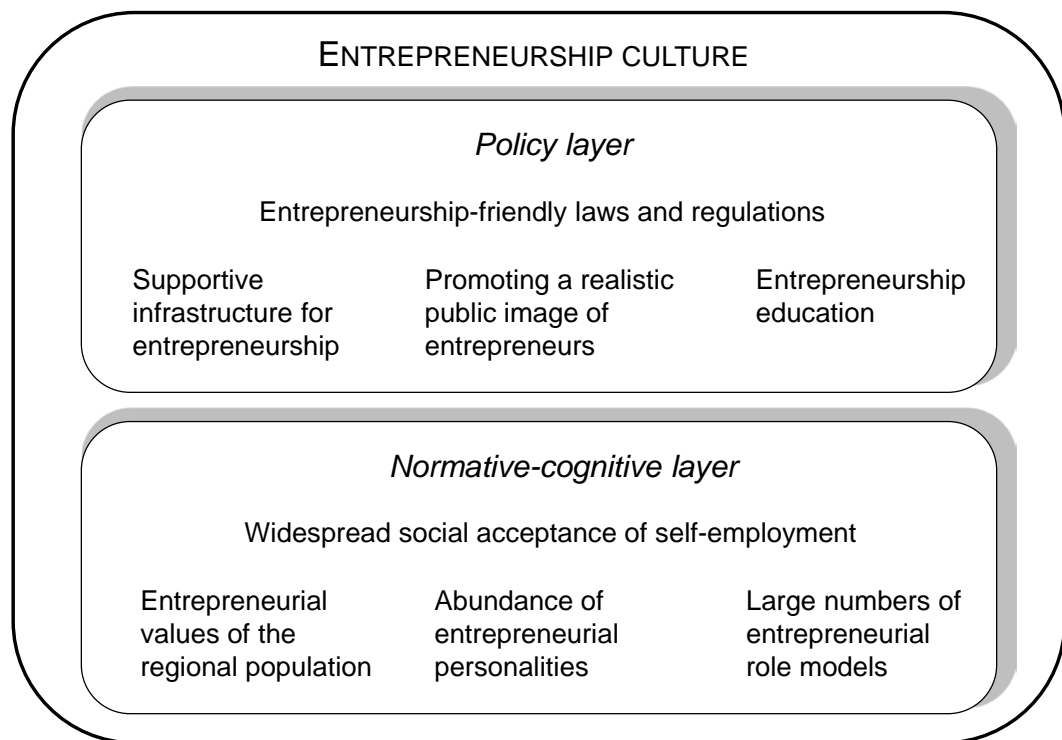 ENTREPRENEURSHIP CULTURE
Policy layer
Entrepreneurship-friendly laws and regulations
Supportive
infrastructure for
entrepreneurship
Promoting a realistic
public image of
entrepreneurs
Entrepreneurship
education
Normative-cognitive layer
Widespread social acceptance of self-employment
Entrepreneurial
values of the
regional population
Abundance of
entrepreneurial
personalities
Large numbers of
entrepreneurial
role models